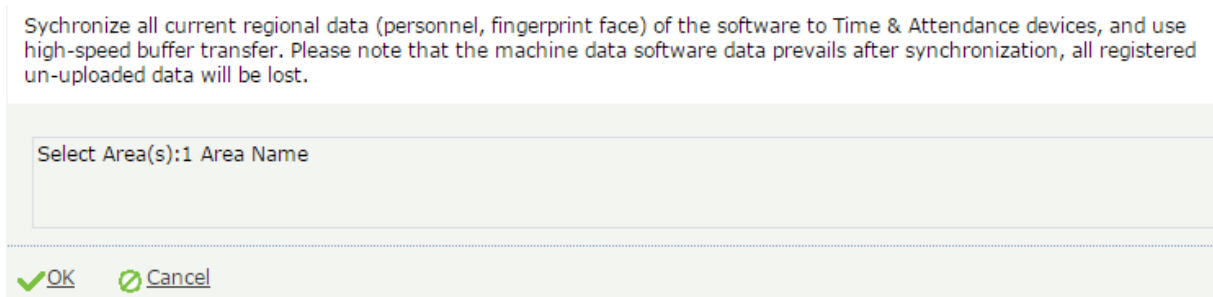 Sychronize all current regional data (personnel, fingerprint face) of the software to Time & Attendance devices, and use
high-speed buffer transfer. Please note that the machine data software data prevails after synchronization, all registered
un-uploaded data will be lost.
Select Area(s):1 Area Name
OK Cancel